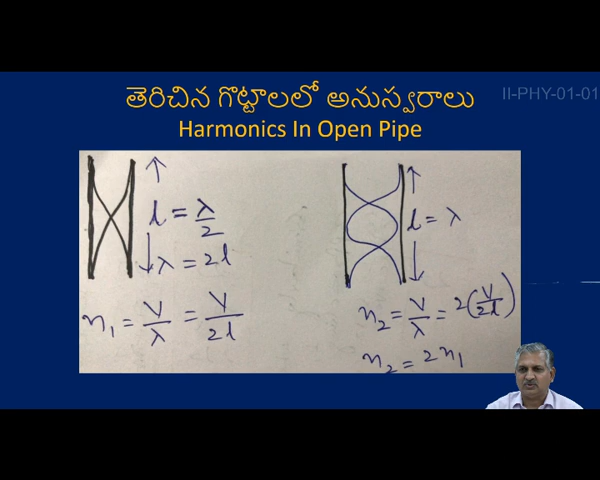 తెరిచిన గొట్టాలలో అనుస్వరాలు
II-PHY-01-01
Harmonics In Open Pipe
l = λ/2
λ = 2l
n₁ = V/λ = V/2l
l = λ
n₂ = V/λ = 2(V/2l)
n₂ = 2n₁